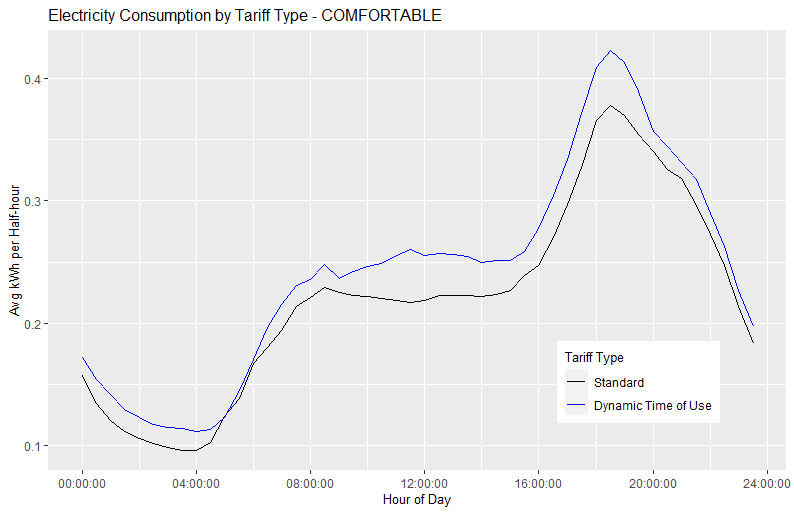 Electricity Consumption by Tariff Type - COMFORTABLE
Avg kWh per Half-hour
0.4
0.3
0.2
0.1
Tariff Type
Standard
Dynamic Time of Use
00:00:00 04:00:00 08:00:00 12:00:00 16:00:00 20:00:00 24:00:00
Hour of Day